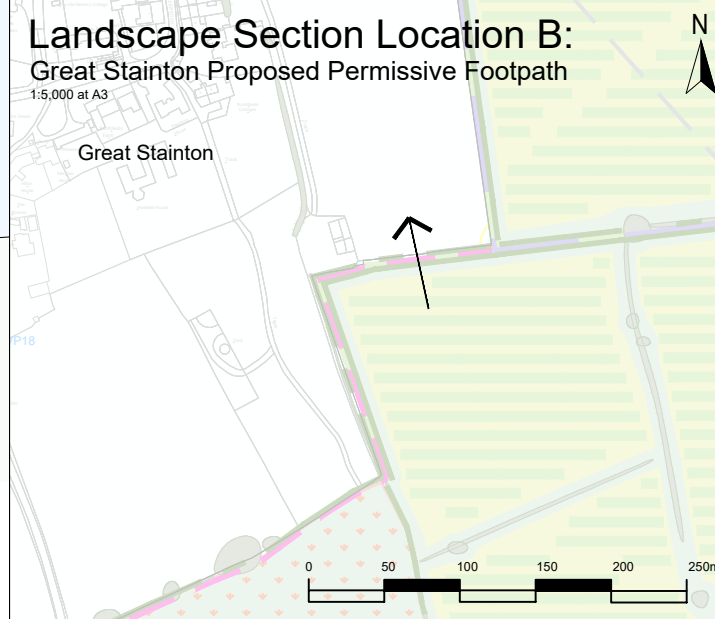 Landscape Section Location B:
Great Stainton Proposed Permissive Footpath
1:5,000 at A3
N
Great Stainton
P18
0 50 100 150 200 250m